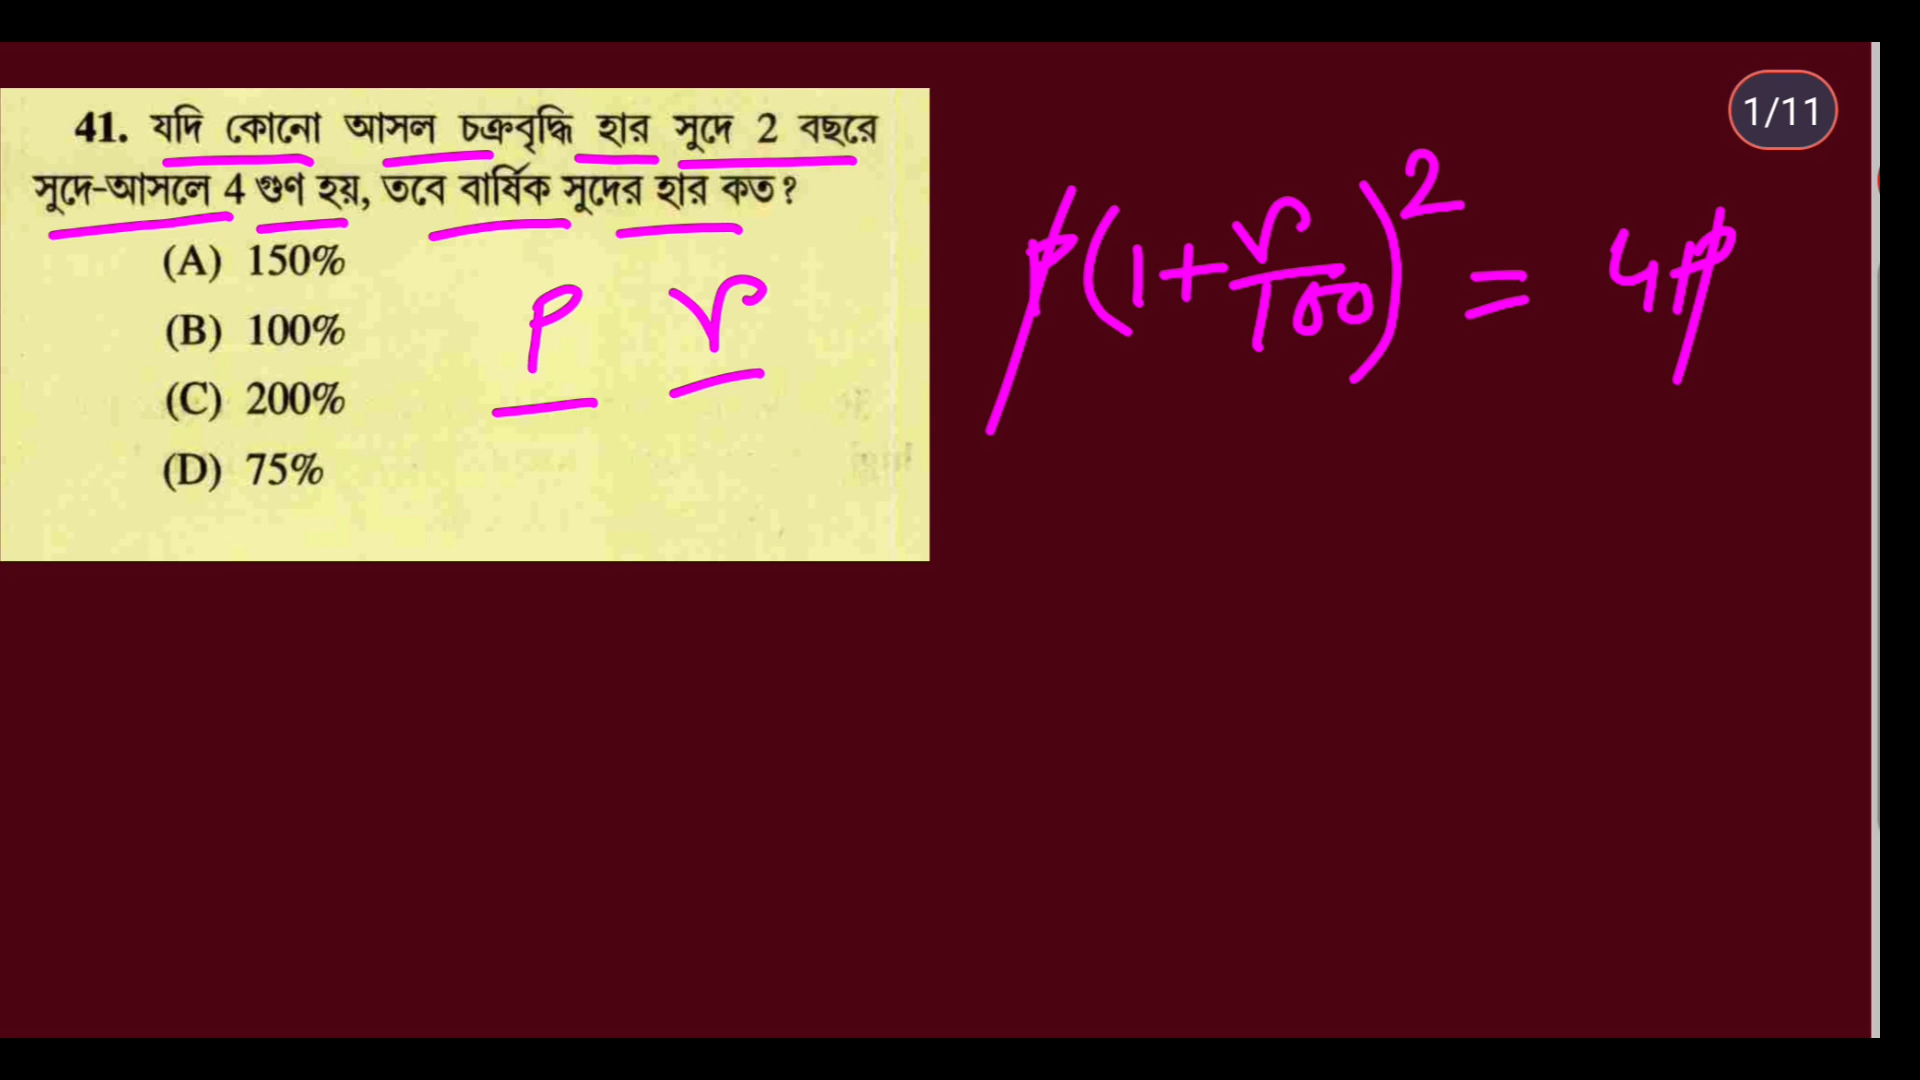 41. যদি কোনো আসল চক্রবৃদ্ধি হার সুদে 2 বছরে
সুদে-আসলে 4 গুণ হয়, তবে বার্ষিক সুদের হার কত?
(A) 150%
(B) 100%
(C) 200%
(D) 75%
P r
p(1+r/100)^2 = 4p
1/11